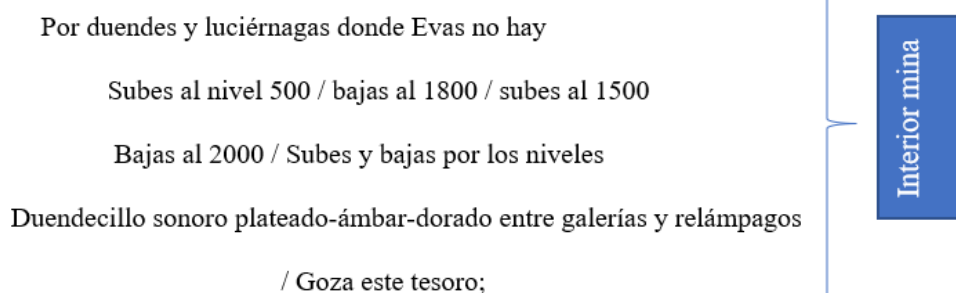 Por duendes y luciérnagas donde Evas no hay
Subes al nivel 500 / bajas al 1800 / subes al 1500
Bajas al 2000 / Subes y bajas por los niveles
Duendecillo sonoro plateado-ámbar-dorado entre galerías y relámpagos
/ Goza este tesoro;
Interior mina